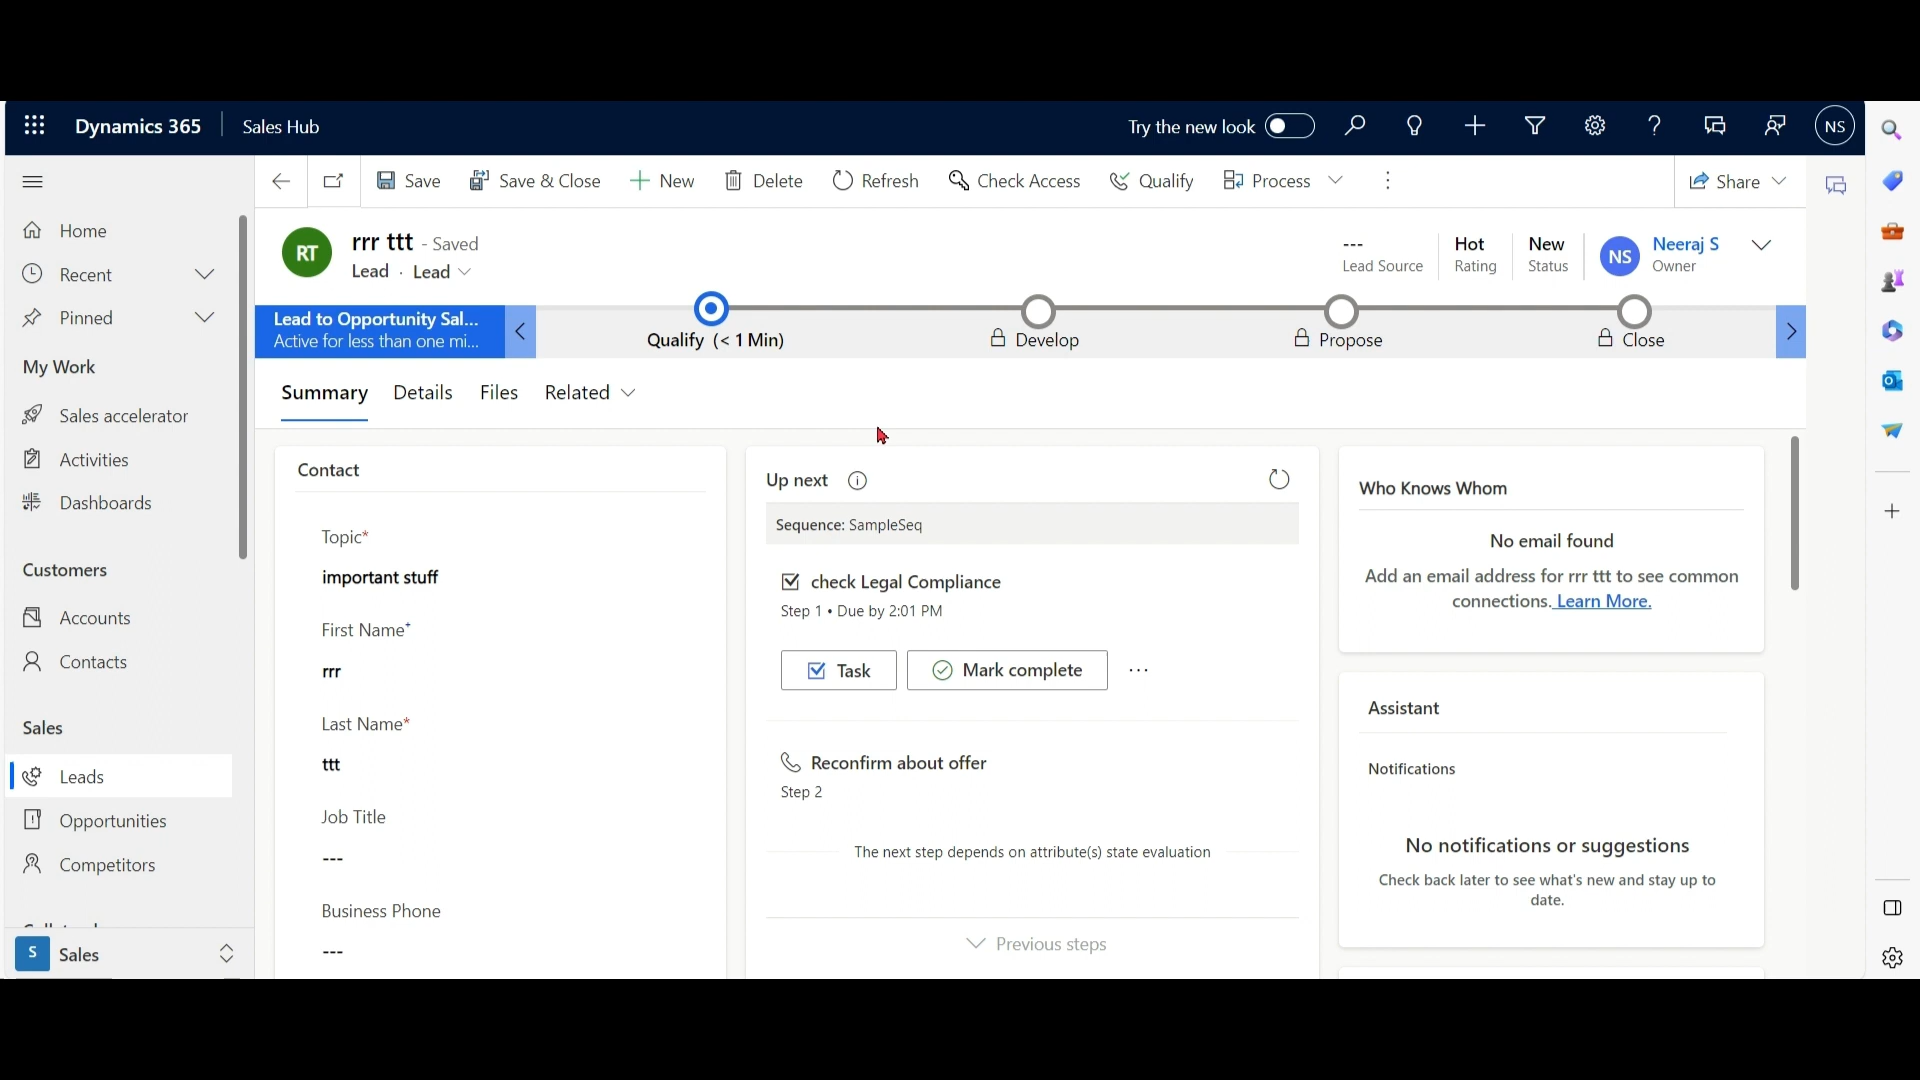 Dynamics 365
Sales Hub
Try the new look
NS
Save
Save & Close
New
Delete
Refresh
Check Access
Qualify
Process
Share
Home
Recent
Pinned
My Work
Sales accelerator
Activities
Dashboards
Customers
Accounts
Contacts
Sales
Leads
Opportunities
Competitors
S
Sales
RT
rrr ttt - Saved
Lead · Lead
---
Lead Source
Hot
Rating
New
Status
NS
Neeraj S
Owner
Lead to Opportunity Sal...
Active for less than one mi...
Qualify (< 1 Min)
Develop
Propose
Close
Summary
Details
Files
Related
Contact
Topic*
important stuff
First Name+
rrr
Last Name*
ttt
Job Title
---
Business Phone
---
Up next
Sequence: SampleSeq
check Legal Compliance
Step 1 • Due by 2:01 PM
Task
Mark complete
Reconfirm about offer
Step 2
The next step depends on attribute(s) state evaluation
Previous steps
Who Knows Whom
No email found
Add an email address for rrr ttt to see common
connections. Learn More.
Assistant
Notifications
No notifications or suggestions
Check back later to see what's new and stay up to
date.